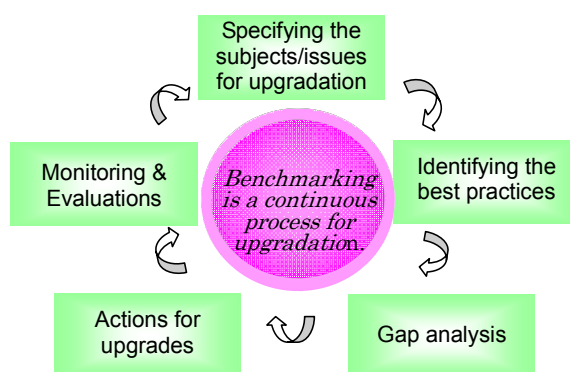 Specifying the
subjects/issues
for upgradation
Identifying the
best practices
Gap analysis
Actions for
upgrades
Monitoring &
Evaluations
Benchmarking
is a continuous
process for
upgradation.